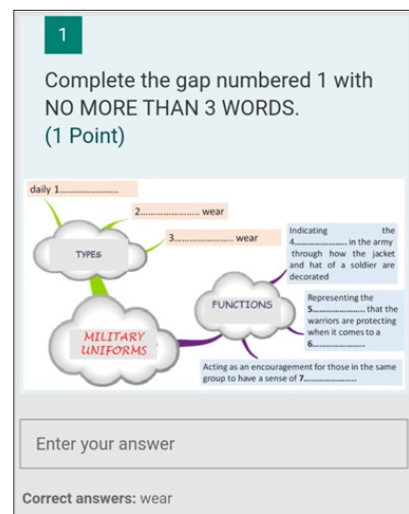 1
Complete the gap numbered 1 with
NO MORE THAN 3 WORDS.
(1 Point)
daily 1......................
2...................... wear
3...................... wear
TYPES
MILITARY
UNIFORMS
FUNCTIONS
Indicating the
4...................... in the army
through how the jacket
and hat of a soldier are
decorated
Representing the
5...................... that the
warriors are protecting
when it comes to a
6......................
Acting as an encouragement for those in the same
group to have a sense of 7......................
Enter your answer
Correct answers: wear